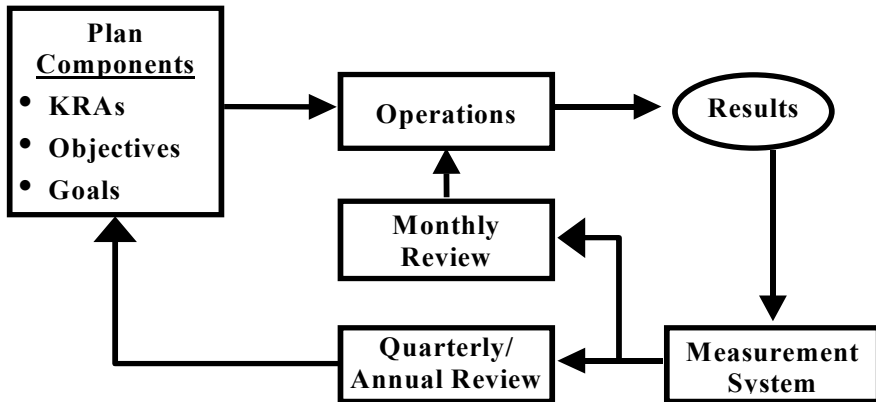 Plan
Components
• KRAs
• Objectives
• Goals
Operations
Results
Monthly
Review
Quarterly/
Annual Review
Measurement
System